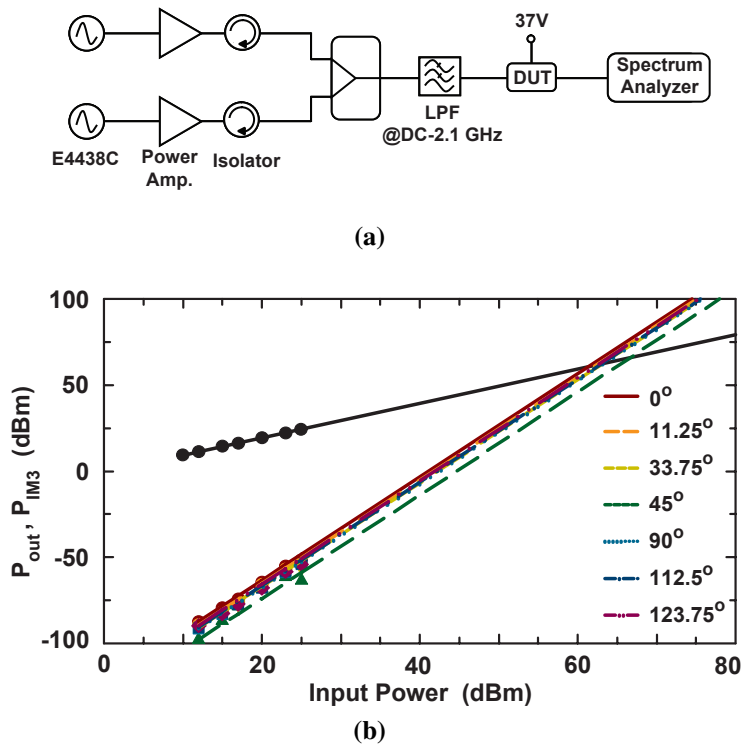 37V
DUT
Spectrum
Analyzer
LPF
@DC-2.1 GHz
E4438C
Power
Amp.
Isolator
(a)
P_out, P_IM3 (dBm)
100
50
0
-50
-100
0°
11.25°
33.75°
45°
90°
112.5°
123.75°
0 20 40 60 80
Input Power (dBm)
(b)